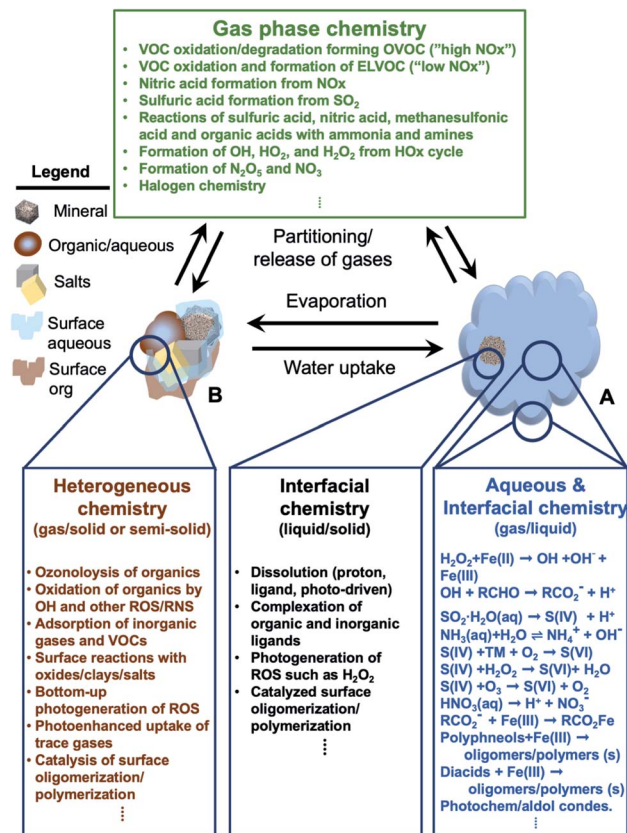 Gas phase chemistry
• VOC oxidation/degradation forming OVOC ("high NOx")
• VOC oxidation and formation of ELVOC ("low NOx")
• Nitric acid formation from NOx
• Sulfuric acid formation from SO₂
• Reactions of sulfuric acid, nitric acid, methanesulfonic
acid and organic acids with ammonia and amines
• Formation of OH, HO₂, and H₂O₂ from HOx cycle
• Formation of N₂O₅ and NO₃
• Halogen chemistry
⋮
Legend
Mineral
Organic/aqueous
Salts
Surface
aqueous
Surface
org
Partitioning/
release of gases
Evaporation
Water uptake
B
A
Heterogeneous
chemistry
(gas/solid or semi-solid)
• Ozonoloysis of organics
• Oxidation of organics by
OH and other ROS/RNS
• Adsorption of inorganic
gases and VOCs
• Surface reactions with
oxides/clays/salts
• Bottom-up
photogeneration of ROS
• Photoenhanced uptake of
trace gases
• Catalysis of surface
oligomerization/
polymerization
⋮
Interfacial
chemistry
(liquid/solid)
• Dissolution (proton,
ligand, photo-driven)
• Complexation of
organic and inorganic
ligands
• Photogeneration of
ROS such as H₂O₂
• Catalyzed surface
oligomerization/
polymerization
⋮
Aqueous &
Interfacial chemistry
(gas/liquid)
H₂O₂+Fe(II) → OH +OH⁻ +
Fe(III)
OH + RCHO → RCO₂⁻ + H⁺
SO₂·H₂O(aq) → S(IV) + H⁺
NH₃(aq)+H₂O ⇌ NH₄⁺ + OH⁻
S(IV) +TM + O₂ → S(VI)
S(IV) +H₂O₂ → S(VI)+ H₂O
S(IV) +O₃ → S(VI) + O₂
HNO₃(aq) → H⁺ + NO₃⁻
RCO₂⁻ + Fe(III) → RCO₂Fe
Polyphneols+Fe(III) →
oligomers/polymers (s)
Diacids + Fe(III) →
oligomers/polymers (s)
Photochem/aldol condes.
⋮